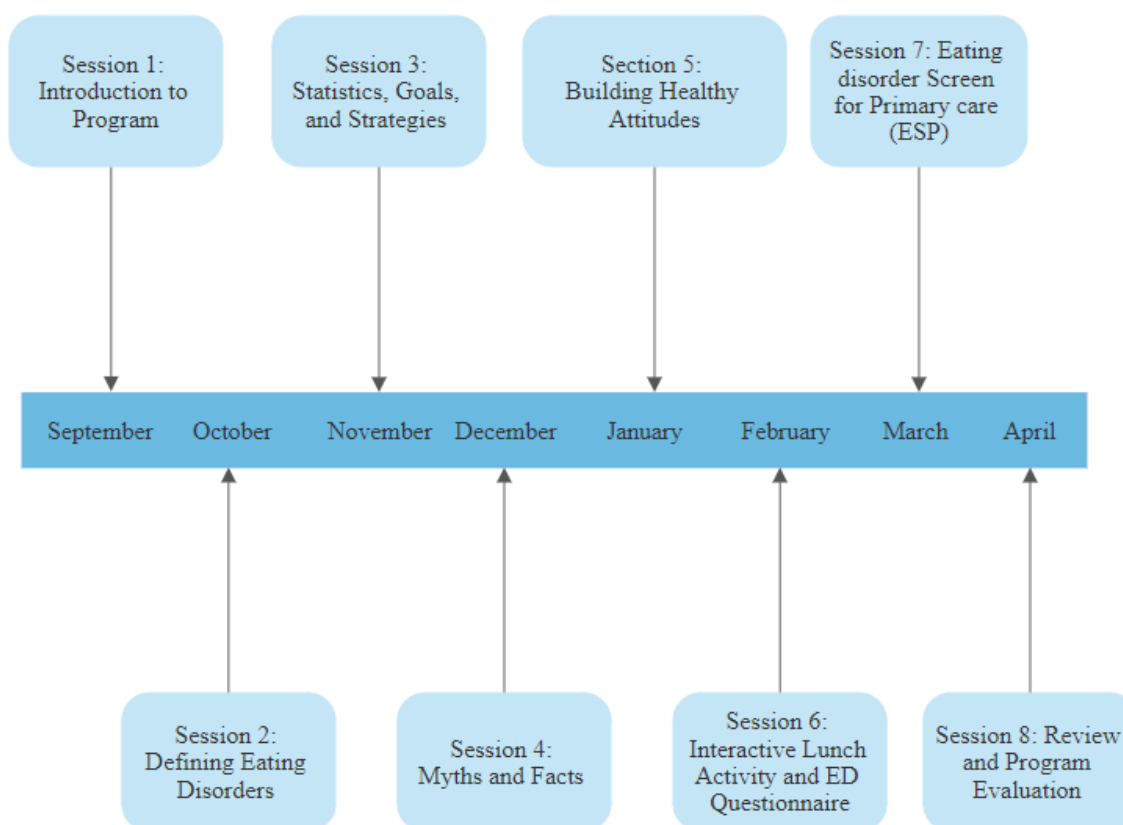 Session 1:
Introduction to
Program
Session 3:
Statistics, Goals,
and Strategies
Section 5:
Building Healthy
Attitudes
Session 7: Eating
disorder Screen
for Primary care
(ESP)
September October November December January February March April
Session 2:
Defining Eating
Disorders
Session 4:
Myths and Facts
Session 6:
Interactive Lunch
Activity and ED
Questionnaire
Session 8: Review
and Program
Evaluation